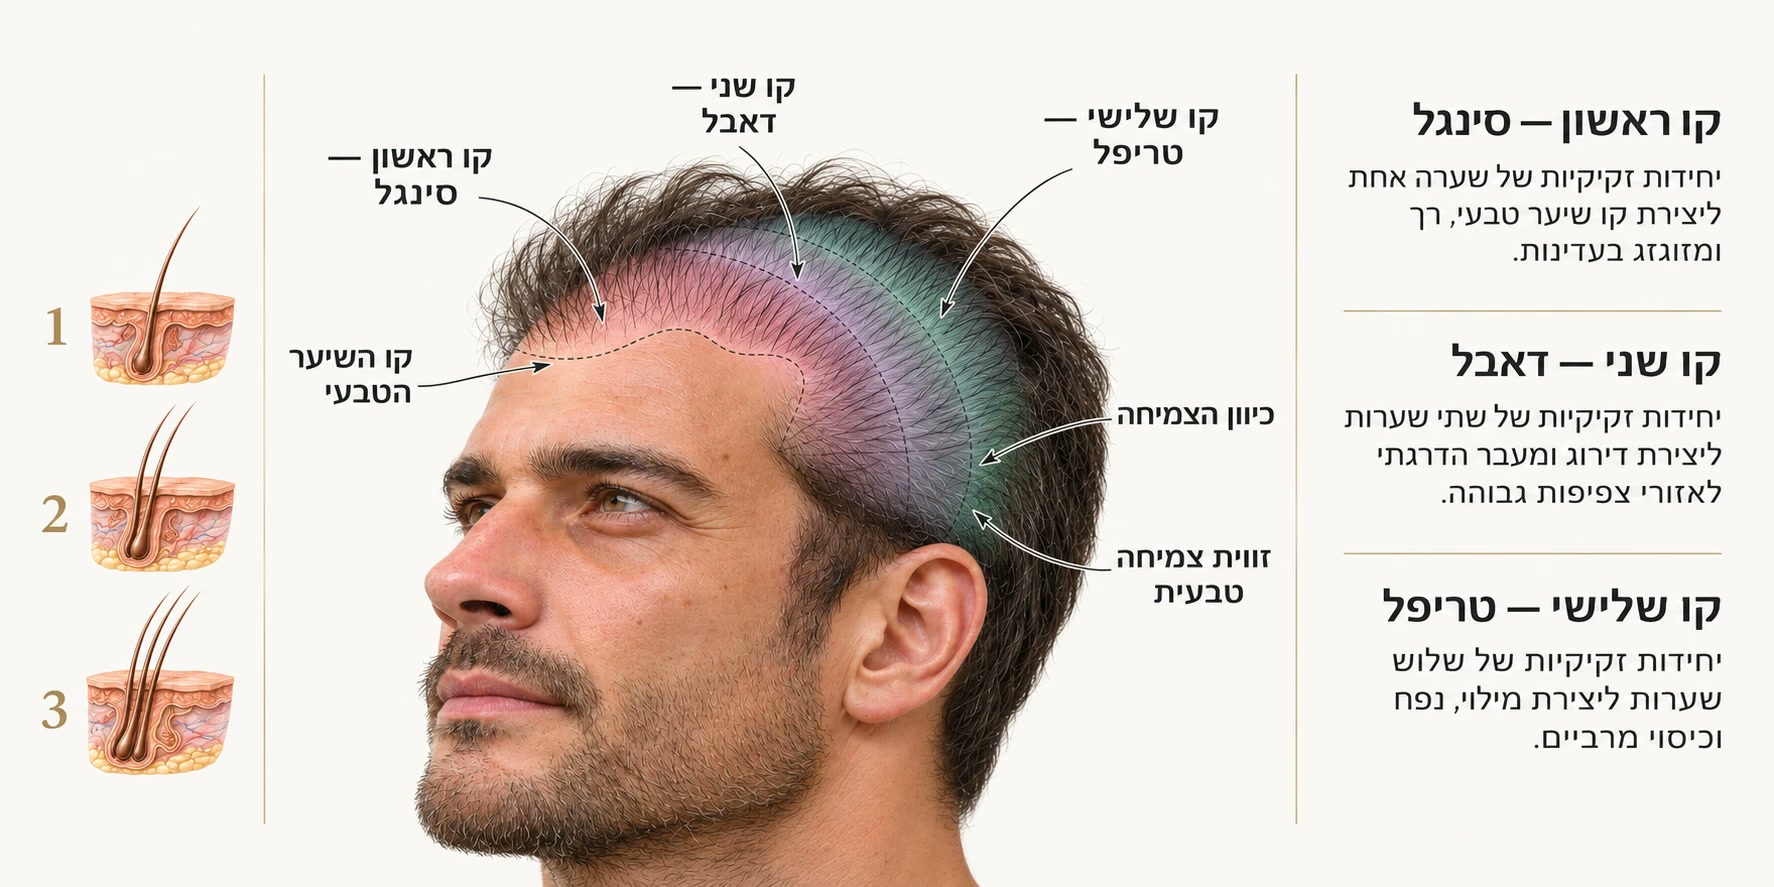 קו ראשון — סינגל
יחידות זקיקיות של שערה אחת
ליצירת קו שיער טבעי, רך
ומזוגזג בעדינות.
קו שני — דאבל
יחידות זקיקיות של שתי שערות
ליצירת דירוג ומעבר הדרגתי
לאזורי צפיפות גבוהה.
קו שלישי — טריפל
יחידות זקיקיות של שלוש
שערות ליצירת מילוי, נפח
וכיסוי מרביים.
קו שלישי —
טריפל
קו שני —
דאבל
קו ראשון —
סינגל
קו השיער
הטבעי
כיוון הצמיחה
זווית צמיחה
טבעית
1
2
3